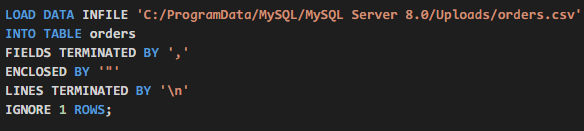 LOAD DATA INFILE 'C:/ProgramData/MySQL/MySQL Server 8.0/Uploads/orders.csv'
INTO TABLE orders
FIELDS TERMINATED BY ','
ENCLOSED BY '"'
LINES TERMINATED BY '\n'
IGNORE 1 ROWS;